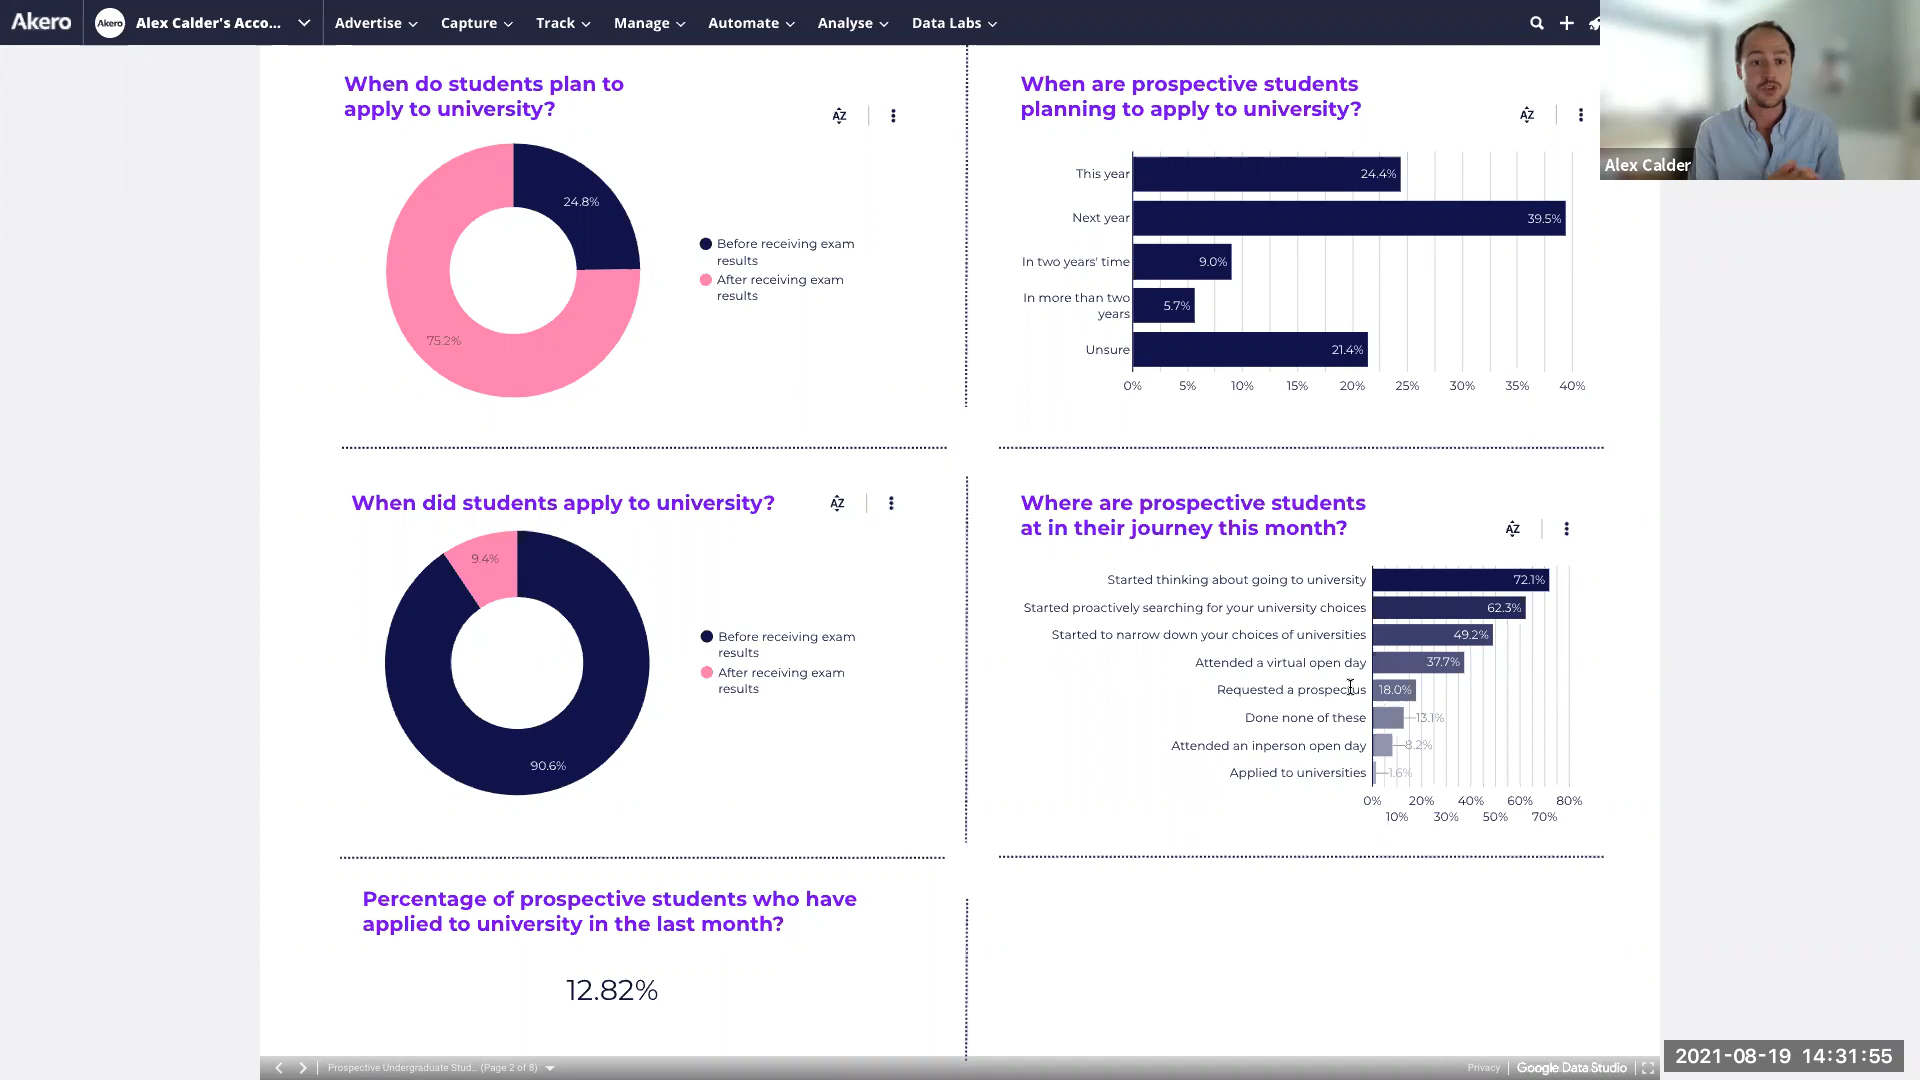 Akero
Akero
Alex Calder's Acco...
Advertise
Capture
Track
Manage
Automate
Analyse
Data Labs
Alex Calder
When do students plan to
apply to university?
AZ
24.8%
75.2%
Before receiving exam
results
After receiving exam
results
When are prospective students
planning to apply to university?
AZ
This year
24.4%
Next year
39.5%
In two years' time
9.0%
In more than two
years
5.7%
Unsure
21.4%
0% 5% 10% 15% 20% 25% 30% 35% 40%
When did students apply to university?
AZ
9.4%
90.6%
Before receiving exam
results
After receiving exam
results
Where are prospective students
at in their journey this month?
AZ
Started thinking about going to university
72.1%
Started proactively searching for your university choices
62.3%
Started to narrow down your choices of universities
49.2%
Attended a virtual open day
37.7%
Requested a prospectus
18.0%
Done none of these
13.1%
Attended an inperson open day
8.2%
Applied to universities
1.6%
0% 20% 40% 60% 80%
10% 30% 50% 70%
Percentage of prospective students who have
applied to university in the last month?
12.82%
Prospective Undergraduate Stud... (Page 2 of 8)
Privacy
Google Data Studio
2021-08-19 14:31:55